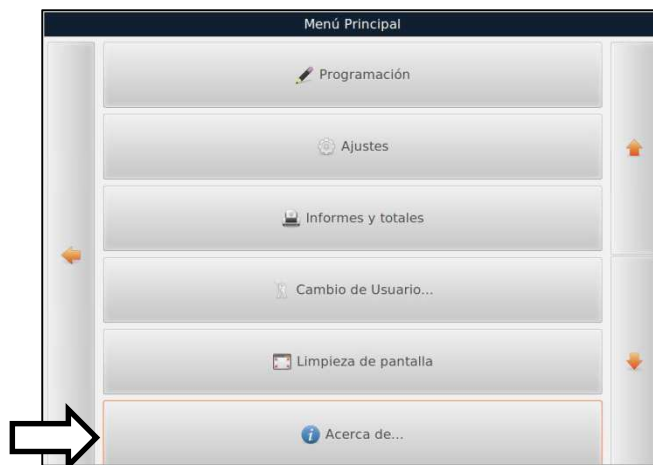 Menú Principal
Programación
Ajustes
Informes y totales
Cambio de Usuario...
Limpieza de pantalla
Acerca de...